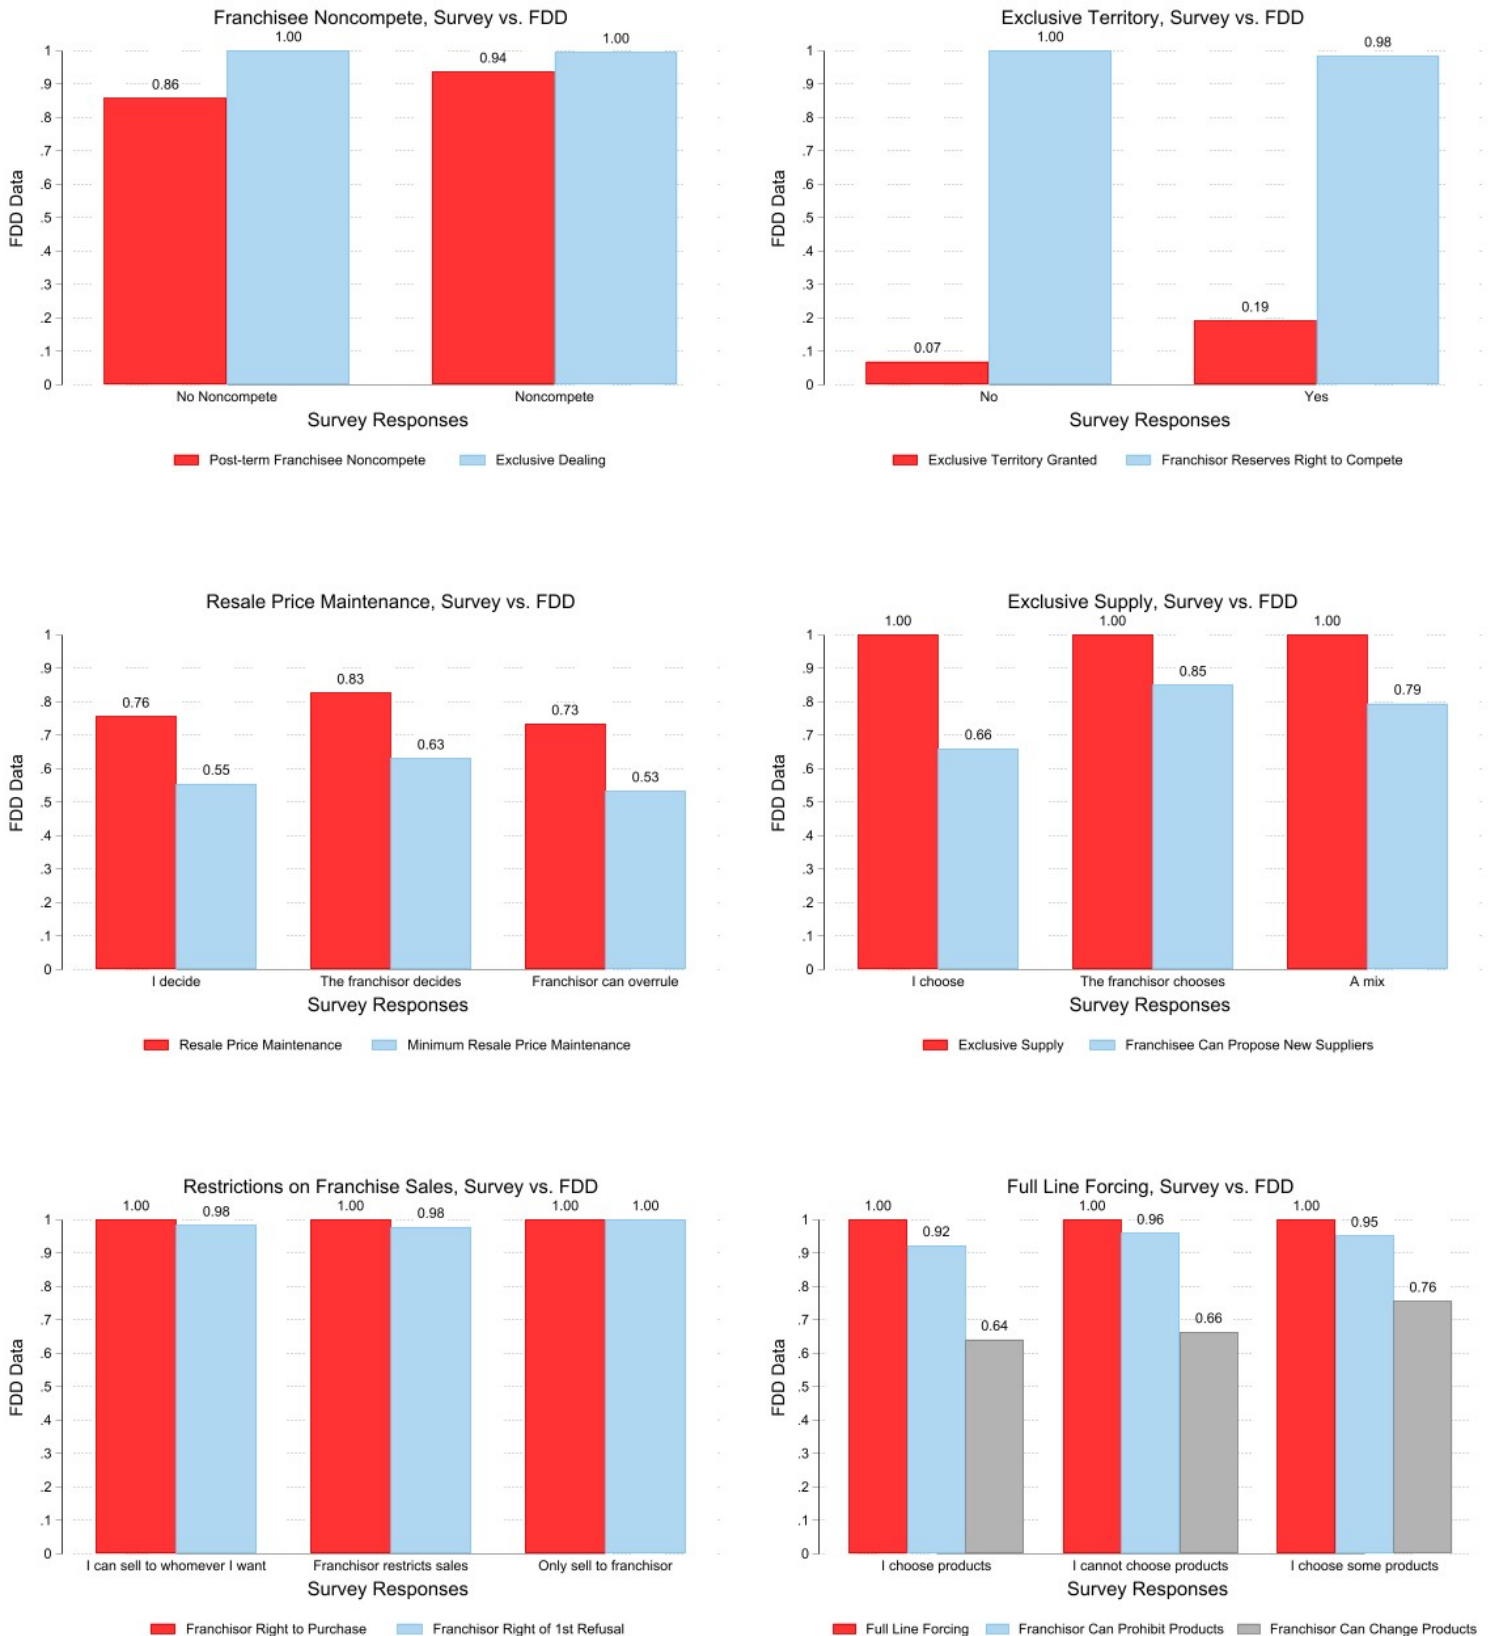 Franchisee Noncompete, Survey vs. FDD
FDD Data
1
.9
.8
.7
.6
.5
.4
.3
.2
.1
0
0.86
1.00
0.94
1.00
No Noncompete
Noncompete
Survey Responses
Post-term Franchisee Noncompete
Exclusive Dealing
Exclusive Territory, Survey vs. FDD
FDD Data
1
.9
.8
.7
.6
.5
.4
.3
.2
.1
0
0.07
1.00
0.19
0.98
No
Yes
Survey Responses
Exclusive Territory Granted
Franchisor Reserves Right to Compete
Resale Price Maintenance, Survey vs. FDD
FDD Data
1
.9
.8
.7
.6
.5
.4
.3
.2
.1
0
0.76
0.55
0.83
0.63
0.73
0.53
I decide
The franchisor decides
Franchisor can overrule
Survey Responses
Resale Price Maintenance
Minimum Resale Price Maintenance
Exclusive Supply, Survey vs. FDD
FDD Data
1
.9
.8
.7
.6
.5
.4
.3
.2
.1
0
1.00
0.66
1.00
0.85
1.00
0.79
I choose
The franchisor chooses
A mix
Survey Responses
Exclusive Supply
Franchisee Can Propose New Suppliers
Restrictions on Franchise Sales, Survey vs. FDD
FDD Data
1
.9
.8
.7
.6
.5
.4
.3
.2
.1
0
1.00
0.98
1.00
0.98
1.00
1.00
I can sell to whomever I want
Franchisor restricts sales
Only sell to franchisor
Survey Responses
Franchisor Right to Purchase
Franchisor Right of 1st Refusal
Full Line Forcing, Survey vs. FDD
FDD Data
1
.9
.8
.7
.6
.5
.4
.3
.2
.1
0
1.00
0.92
0.64
1.00
0.96
0.66
1.00
0.95
0.76
I choose products
I cannot choose products
I choose some products
Survey Responses
Full Line Forcing
Franchisor Can Prohibit Products
Franchisor Can Change Products